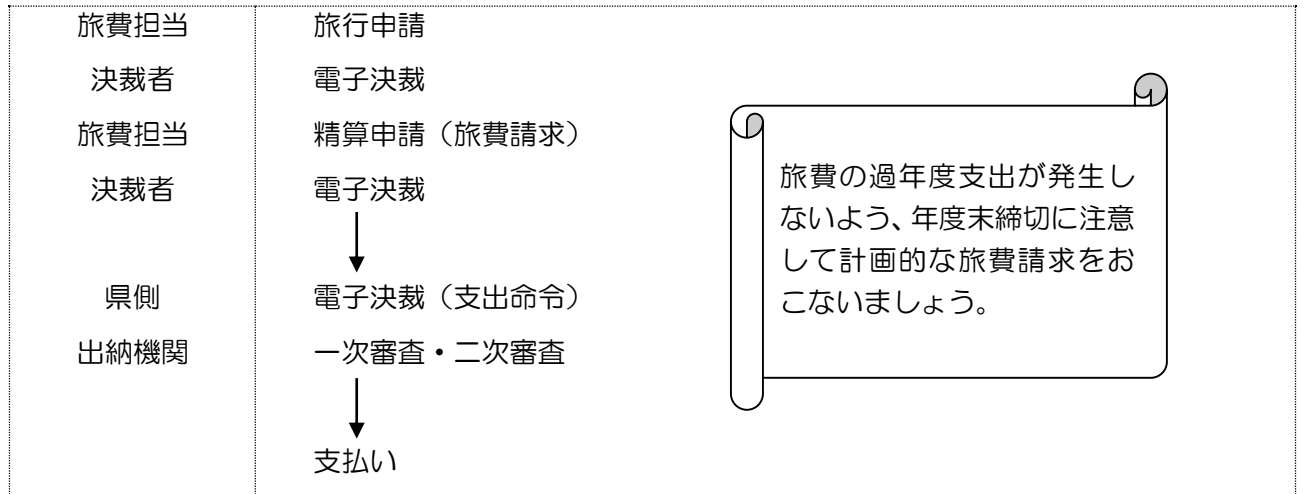 旅費担当 旅行申請
決裁者 電子決裁
旅費担当 精算申請（旅費請求）
決裁者 電子決裁
県側 電子決裁（支出命令）
出納機関 一次審査・二次審査
支払い
旅費の過年度支出が発生し
ないよう、年度末締切に注意
して計画的な旅費請求をお
こないましょう。